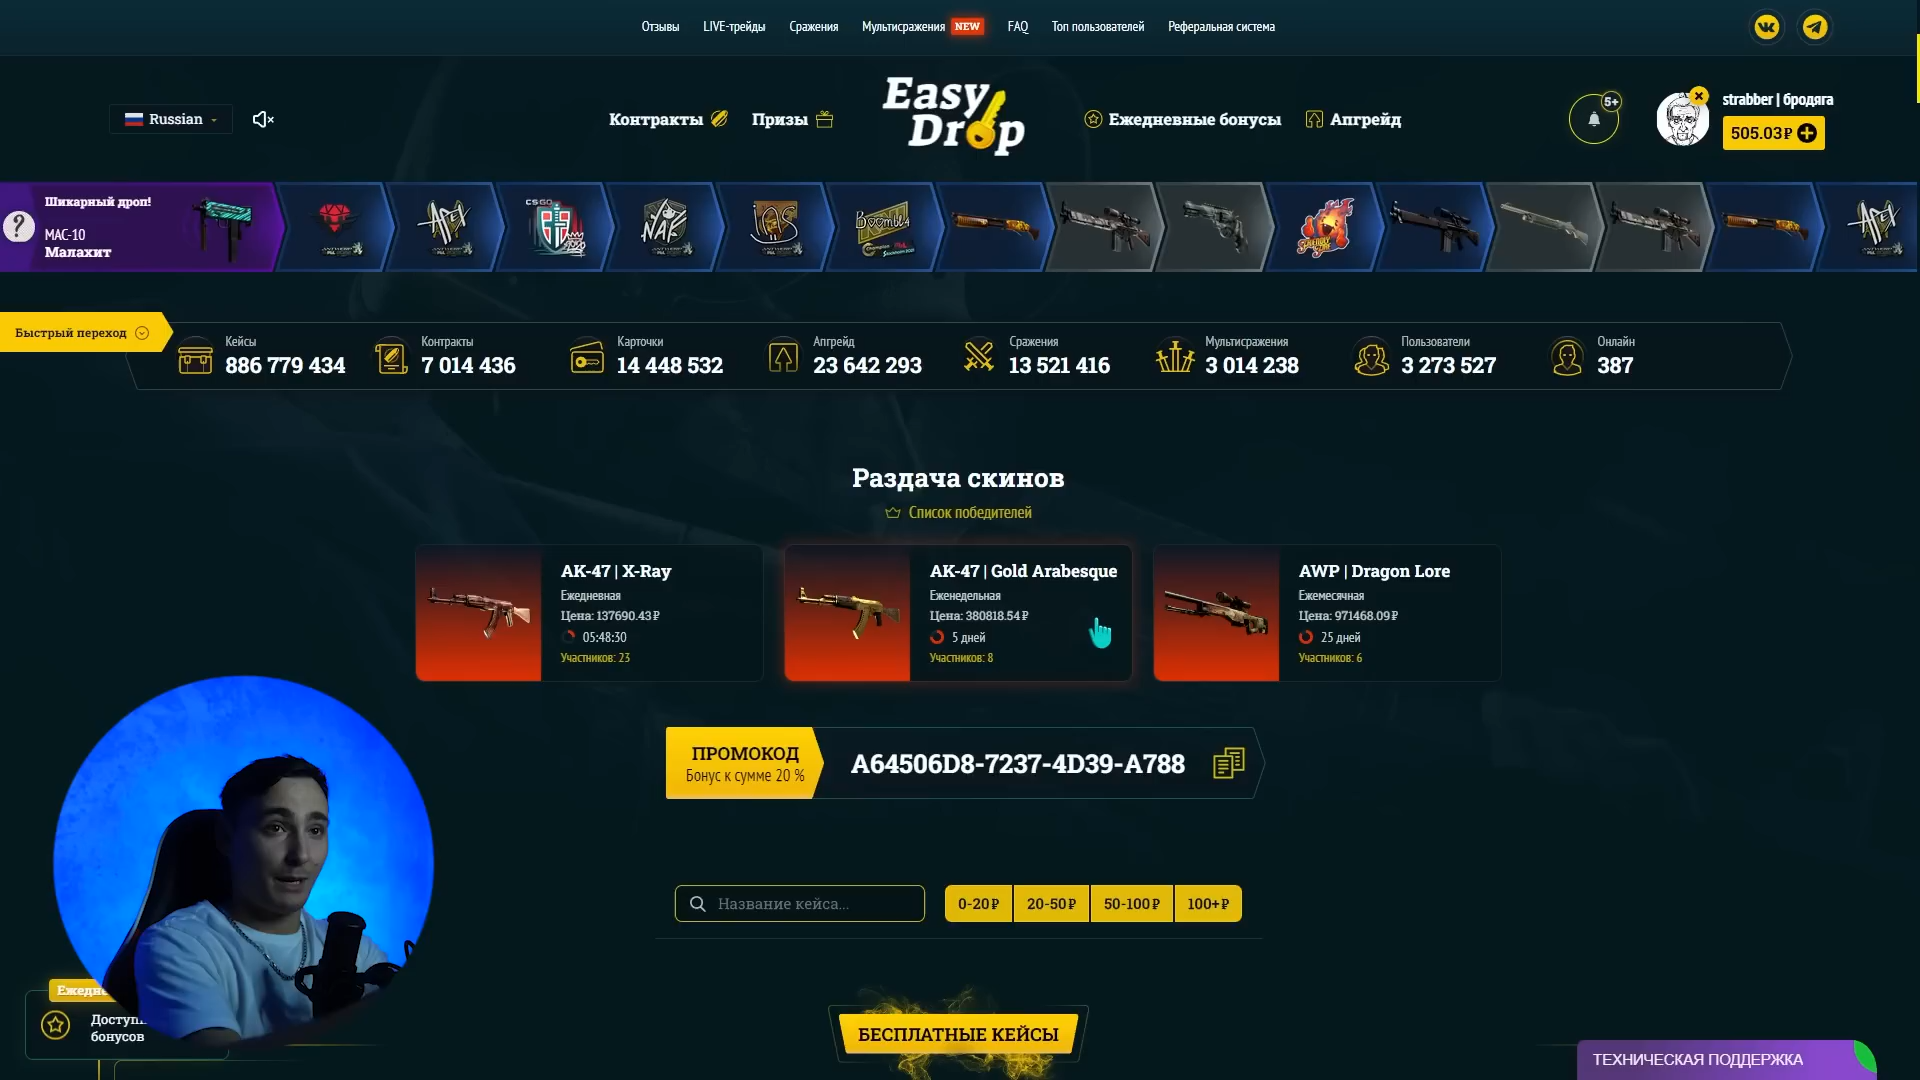 Отзывы
LIVE-трейды
Сражения
Мультисражения NEW
FAQ
Топ пользователей
Реферальная система
Russian
Контракты
Призы
Easy Drop
Ежедневные бонусы
Апгрейд
5+
strabber | бродяга
505.03 ₽
Шикарный дроп!
MAC-10
Малахит
Быстрый переход
Кейсы
886 779 434
Контракты
7 014 436
Карточки
14 448 532
Апгрейд
23 642 293
Сражения
13 521 416
Мультисражения
3 014 238
Пользователи
3 273 527
Онлайн
387
Раздача скинов
Список победителей
AK-47 | X-Ray
Ежедневная
Цена: 137690.43 ₽
05:48:30
Участников: 23
AK-47 | Gold Arabesque
Еженедельная
Цена: 380818.54 ₽
5 дней
Участников: 8
AWP | Dragon Lore
Ежемесячная
Цена: 971468.09 ₽
25 дней
Участников: 6
ПРОМОКОД
Бонус к сумме 20 %
A64506D8-7237-4D39-A788
Название кейса...
0-20 ₽
20-50 ₽
50-100 ₽
100+ ₽
бонусов
БЕСПЛАТНЫЕ КЕЙСЫ
ТЕХНИЧЕСКАЯ ПОДДЕРЖКА